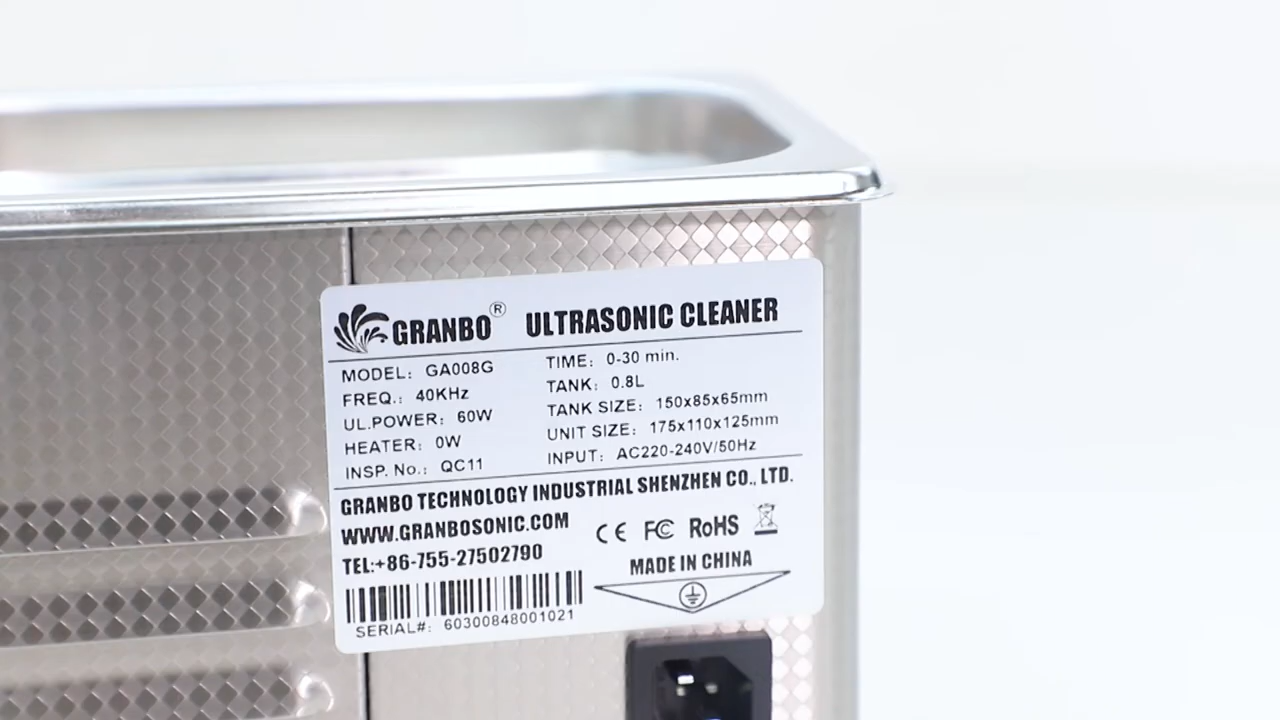 GRANBO® ULTRASONIC CLEANER
MODEL: GA008G
FREQ.: 40KHz
UL.POWER: 60W
HEATER: 0W
INSP. No.: QC11
TIME: 0-30 min.
TANK: 0.8L
TANK SIZE: 150x85x65mm
UNIT SIZE: 175x110x125mm
INPUT: AC220-240V/50Hz
GRANBO TECHNOLOGY INDUSTRIAL SHENZHEN CO., LTD.
WWW.GRANBOSONIC.COM
TEL:+86-755-27502790
CE FC RoHS
MADE IN CHINA
SERIAL#: 60300848001021